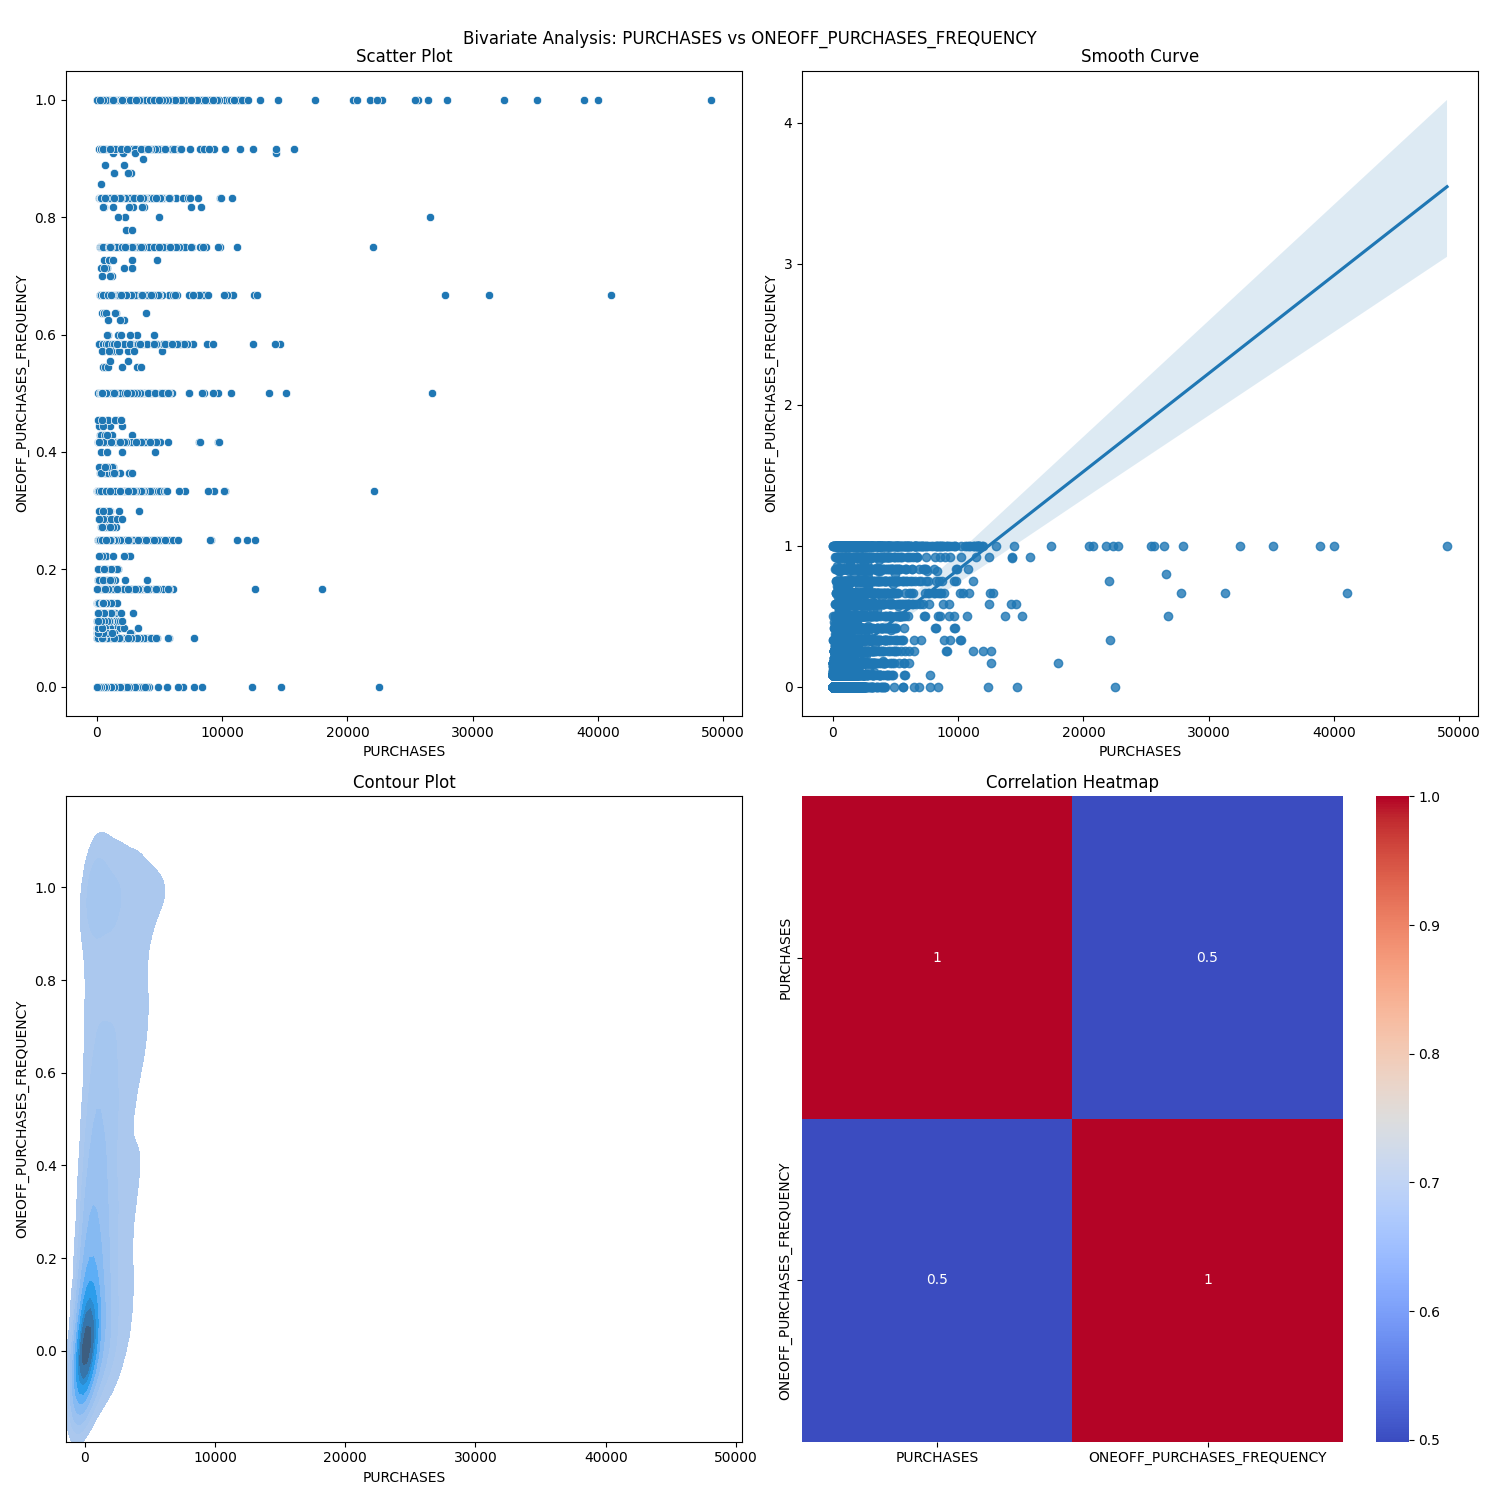 Bivariate Analysis: PURCHASES vs ONEOFF_PURCHASES_FREQUENCY
Scatter Plot
1.0
0.8
0.6
0.4
0.2
0.0
ONEOFF_PURCHASES_FREQUENCY
0 10000 20000 30000 40000 50000
PURCHASES
Smooth Curve
4
3
2
1
0
ONEOFF_PURCHASES_FREQUENCY
0 10000 20000 30000 40000 50000
PURCHASES
Contour Plot
1.0
0.8
0.6
0.4
0.2
0.0
ONEOFF_PURCHASES_FREQUENCY
0 10000 20000 30000 40000 50000
PURCHASES
Correlation Heatmap
PURCHASES
1 0.5
ONEOFF_PURCHASES_FREQUENCY
0.5 1
PURCHASES ONEOFF_PURCHASES_FREQUENCY
1.0
0.9
0.8
0.7
0.6
0.5